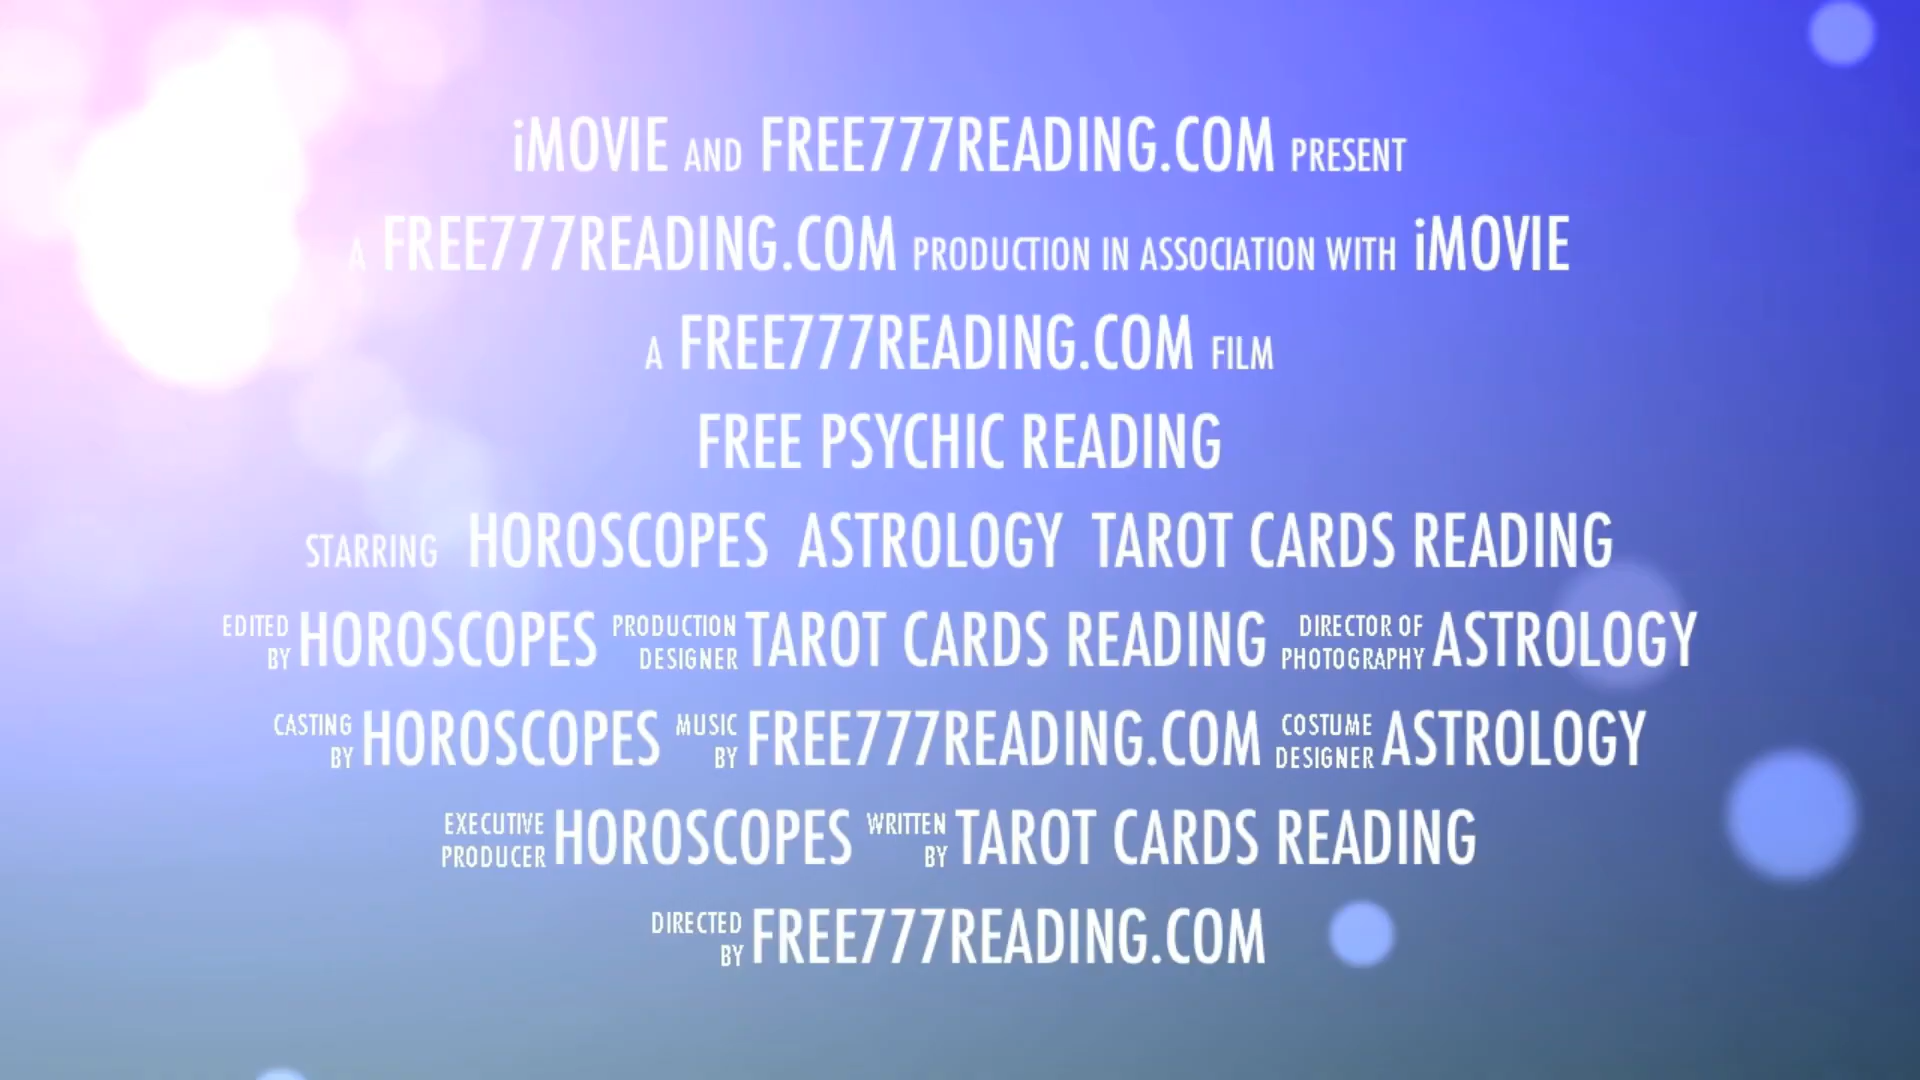 iMOVIE AND FREE777READING.COM PRESENT
A FREE777READING.COM PRODUCTION IN ASSOCIATION WITH iMOVIE
A FREE777READING.COM FILM
FREE PSYCHIC READING
STARRING HOROSCOPES ASTROLOGY TAROT CARDS READING
EDITED BY HOROSCOPES PRODUCTION DESIGNER TAROT CARDS READING DIRECTOR OF PHOTOGRAPHY ASTROLOGY
CASTING BY HOROSCOPES MUSIC BY FREE777READING.COM COSTUME DESIGNER ASTROLOGY
EXECUTIVE PRODUCER HOROSCOPES WRITTEN BY TAROT CARDS READING
DIRECTED BY FREE777READING.COM